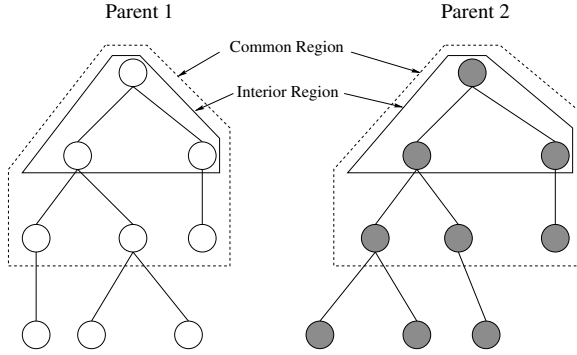 Parent 1
Parent 2
Common Region
Interior Region